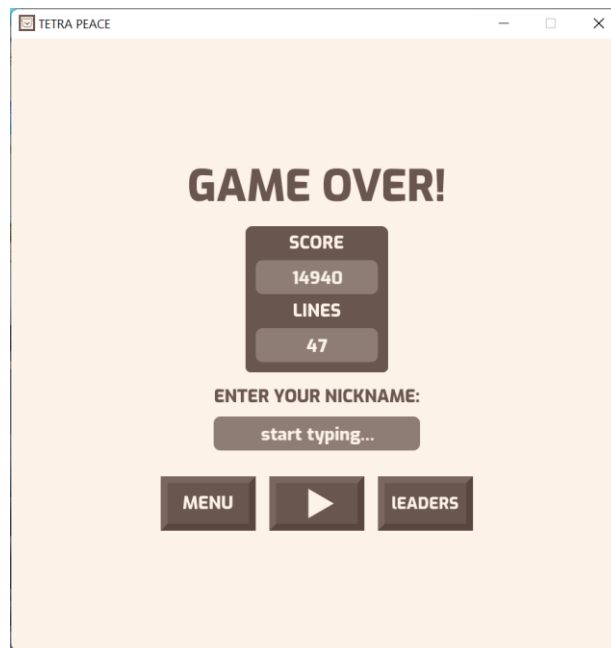 TETRA PEACE
GAME OVER!
SCORE
14940
LINES
47
ENTER YOUR NICKNAME:
start typing...
MENU
lEADERS